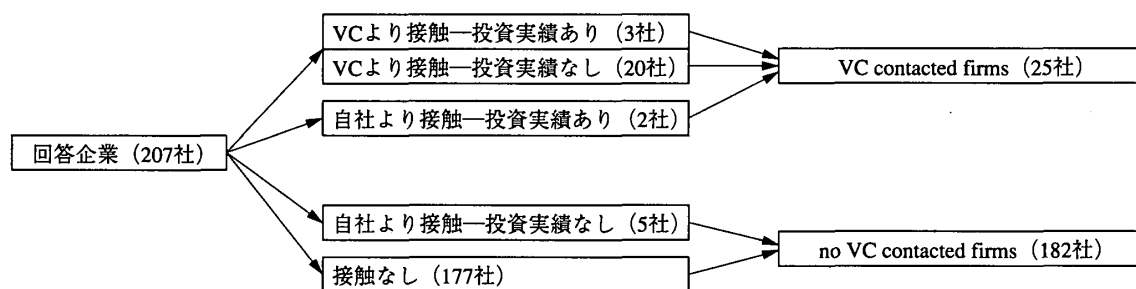 VCより接触―投資実績あり（3社）
VCより接触―投資実績なし（20社）
VC contacted firms（25社）
自社より接触―投資実績あり（2社）
回答企業（207社）
自社より接触―投資実績なし（5社）
no VC contacted firms（182社）
接触なし（177社）